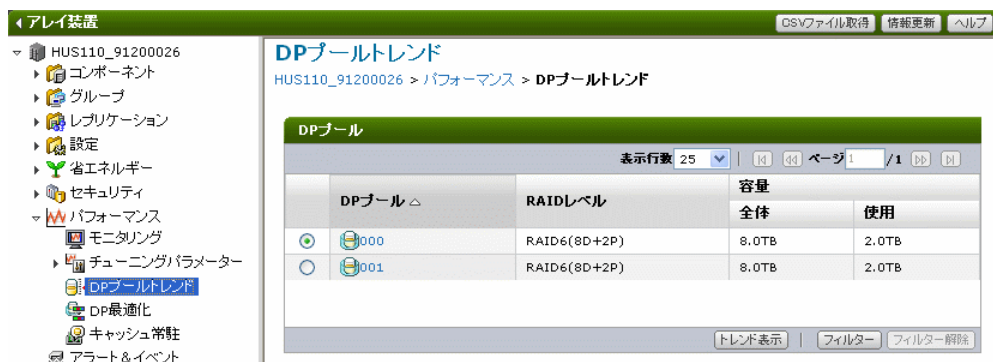 アレイ装置
CSVファイル取得 情報更新 ヘルプ
HUS110_91200026
コンポーネント
グループ
レプリケーション
設定
省エネルギー
セキュリティ
パフォーマンス
モニタリング
チューニングパラメーター
DPプールトレンド
DP最適化
キャッシュ常駐
アラート&イベント
DPプールトレンド
HUS110_91200026 > パフォーマンス > DPプールトレンド
DPプール
表示行数 25 | ページ 1 /1
DPプール RAIDレベル 容量
全体 使用
000 RAID6(8D+2P) 8.0TB 2.0TB
001 RAID6(8D+2P) 8.0TB 2.0TB
トレンド表示 | フィルター フィルター解除